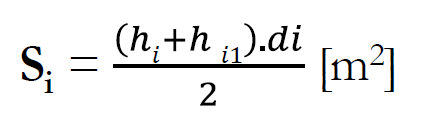 Sᵢ = (hᵢ+h ᵢ₁).di / 2 [m²]